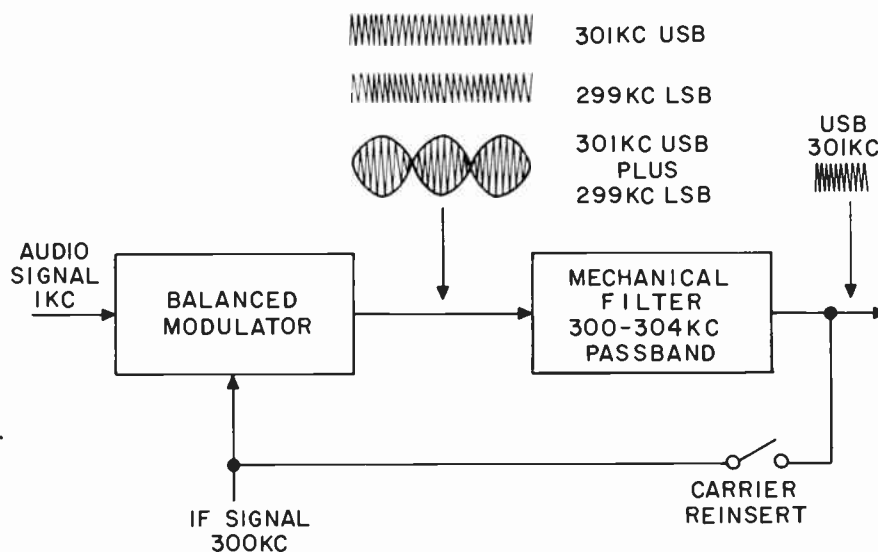 301KC USB
299KC LSB
301KC USB
PLUS
299KC LSB
USB
301KC
AUDIO
SIGNAL
1KC
BALANCED
MODULATOR
MECHANICAL
FILTER
300-304KC
PASSBAND
CARRIER
REINSERT
IF SIGNAL
300KC